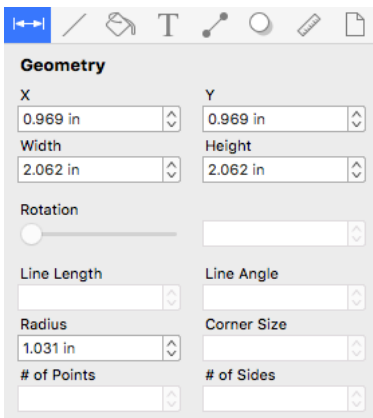 T
Geometry
X Y
0.969 in 0.969 in
Width Height
2.062 in 2.062 in
Rotation
Line Length Line Angle
Radius Corner Size
1.031 in
# of Points # of Sides